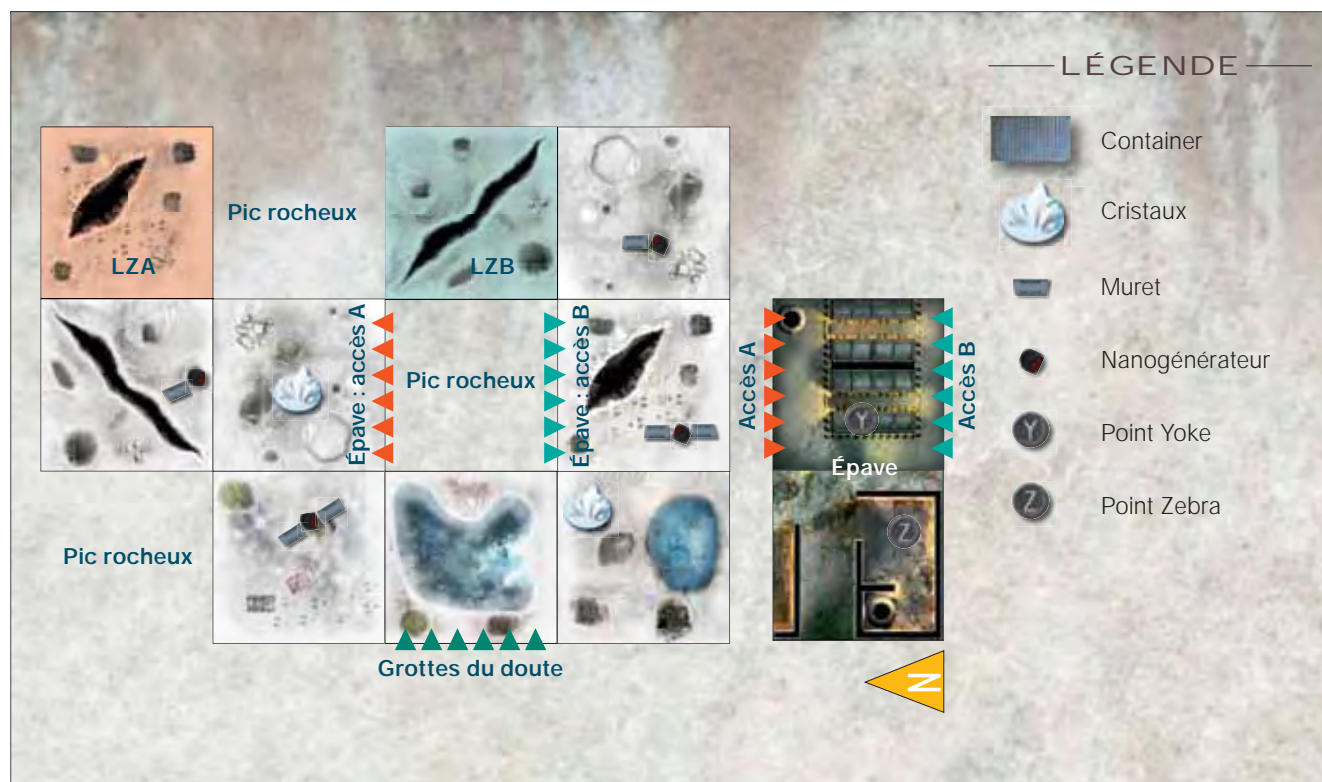 LÉGENDE
Container
Cristaux
Muret
Nanogénérateur
Point Yoke
Point Zebra
LZA
Pic rocheux
LZB
Épave : accès A
Pic rocheux
Épave : accès B
Accès A
Y
Accès B
Épave
Y
Z
Pic rocheux
Z
Grottes du doute
N